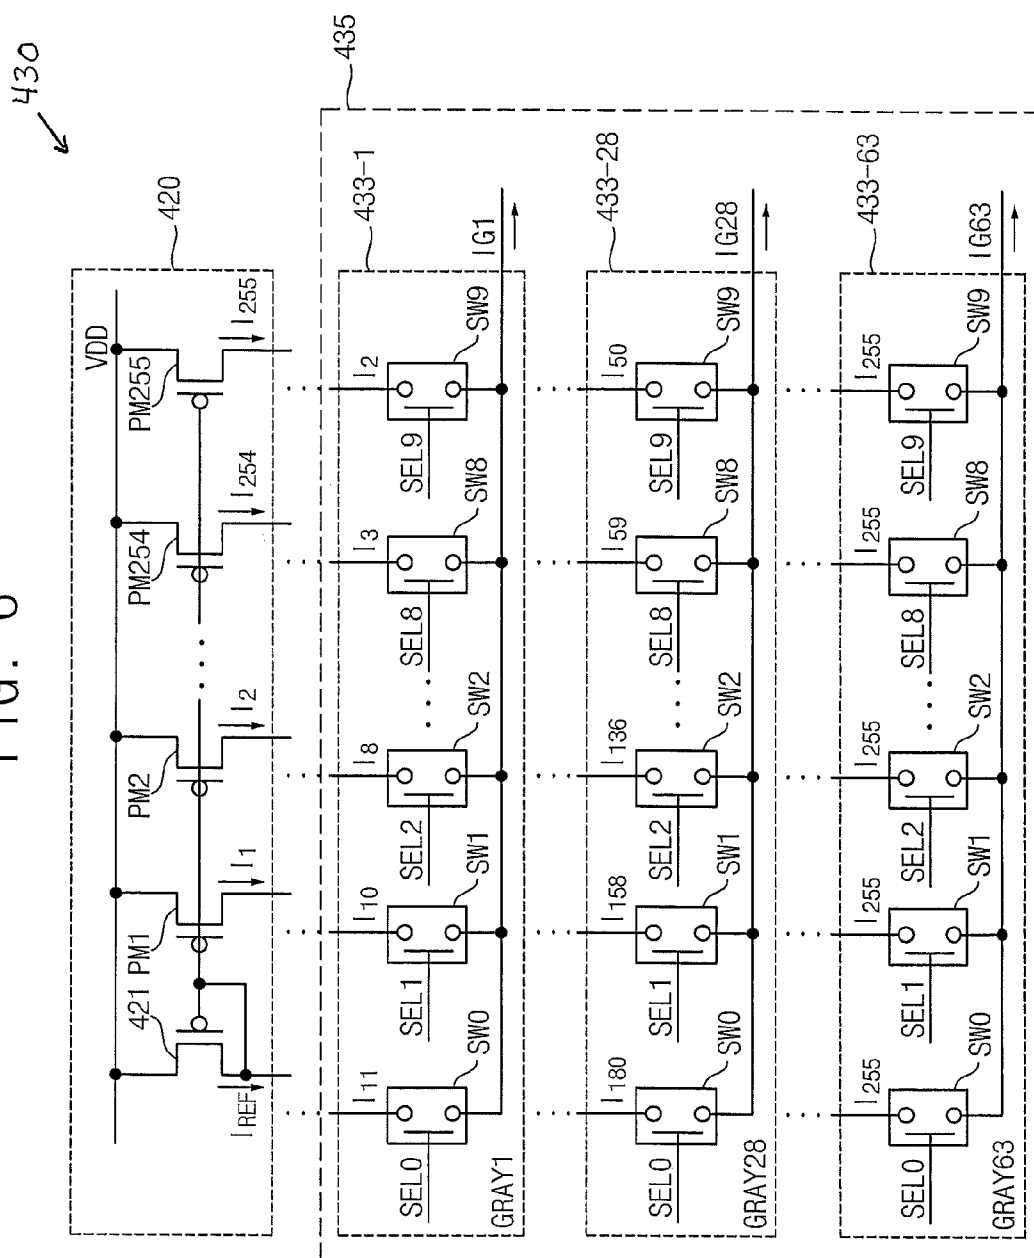 430
435
420
VDD
421
PM1
PM2
PM254
PM255
IREF
I1
I2
I254
I255
433-1
I11
I10
I8
I3
I2
SEL0
SEL1
SEL2
SEL8
SEL9
SW0
SW1
SW2
SW8
SW9
GRAY1
IG1
433-28
I180
I158
I136
I59
I50
SEL0
SEL1
SEL2
SEL8
SEL9
SW0
SW1
SW2
SW8
SW9
GRAY28
IG28
433-63
I255
I255
I255
I255
I255
SEL0
SEL1
SEL2
SEL8
SEL9
SW0
SW1
SW2
SW8
SW9
GRAY63
IG63